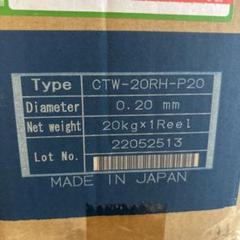 Type CTW-20RH-P20
Diameter 0.20 mm
Net weight 20kg×1Reel
Lot No. 22052513
MADE IN JAPAN